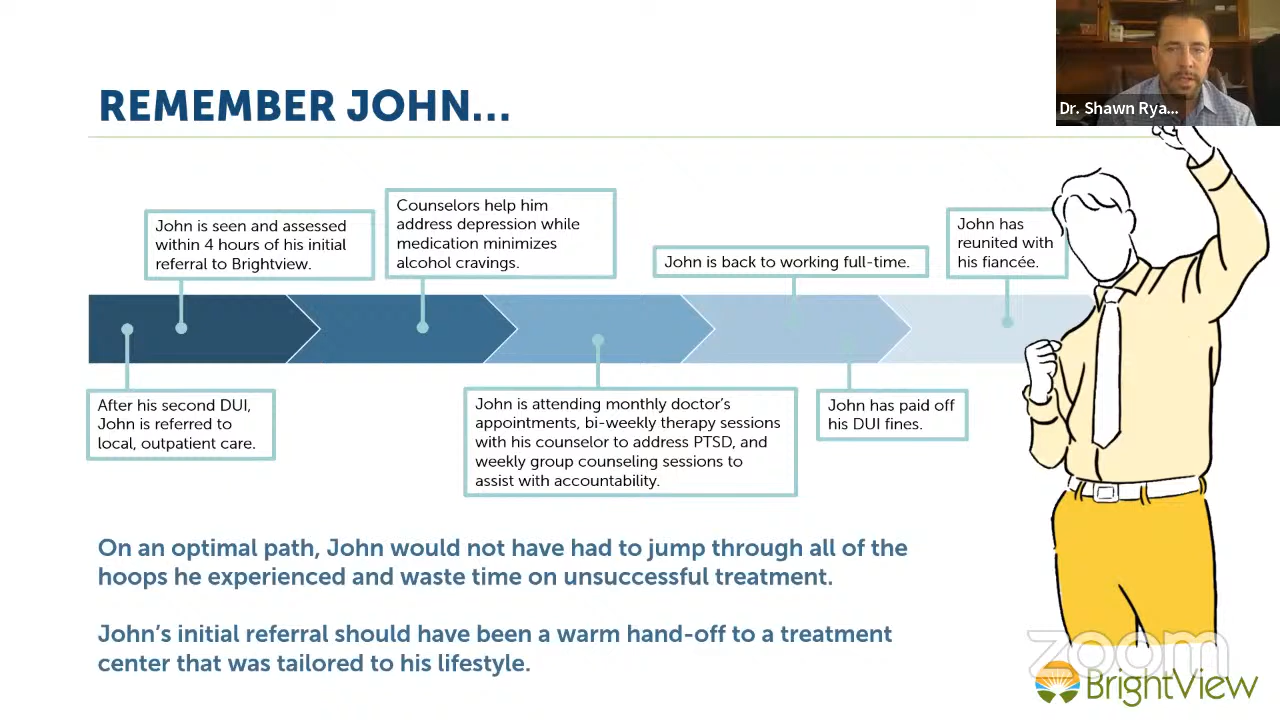 REMEMBER JOHN...
Dr. Shawn Rya...
John is seen and assessed
within 4 hours of his initial
referral to Brightview.
Counselors help him
address depression while
medication minimizes
alcohol cravings.
John is back to working full-time.
John has
reunited with
his fiancée.
After his second DUI,
John is referred to
local, outpatient care.
John is attending monthly doctor's
appointments, bi-weekly therapy sessions
with his counselor to address PTSD, and
weekly group counseling sessions to
assist with accountability.
John has paid off
his DUI fines.
On an optimal path, John would not have had to jump through all of the
hoops he experienced and waste time on unsuccessful treatment.
John's initial referral should have been a warm hand-off to a treatment
center that was tailored to his lifestyle.
zoom
BrightView